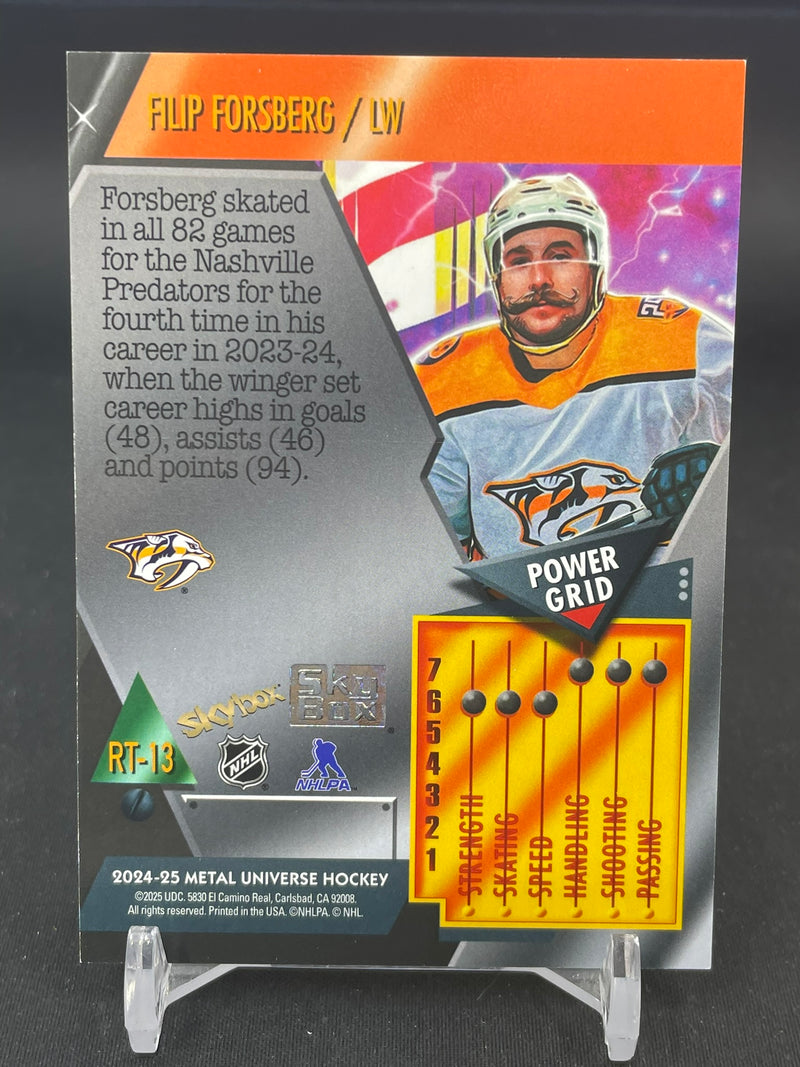 FILIP FORSBERG / LW
Forsberg skated
in all 82 games
for the Nashville
Predators for the
fourth time in his
career in 2023-24,
when the winger set
career highs in goals
(48), assists (46)
and points (94).
POWER
GRID
7
6
5
4
3
2
1
STRENGTH
SKATING
SPEED
HANDLING
SHOOTING
PASSING
SKYBOX
SKY
BOX
RT-13
NHL
NHLPA
2024-25 METAL UNIVERSE HOCKEY
©2025 UDC. 5830 El Camino Real, Carlsbad, CA 92008.
All rights reserved. Printed in the USA. ©NHLPA. © NHL.